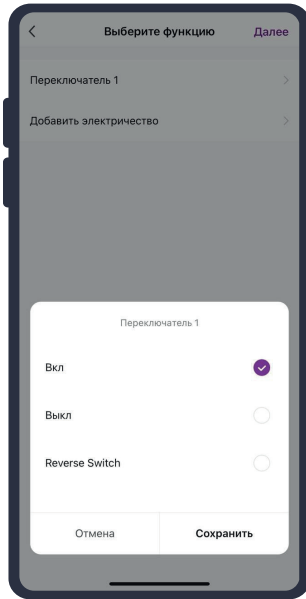 Выберите функцию
Далее
Переключатель 1
Добавить электричество
Переключатель 1
Вкл
Выкл
Reverse Switch
Отмена
Сохранить